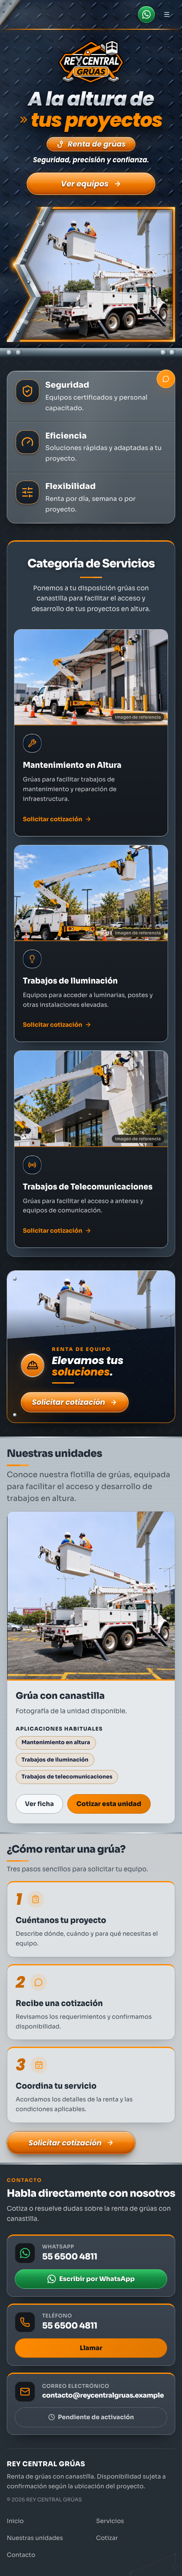 REY CENTRAL
GRÚAS
A la altura de
» tus proyectos
Renta de grúas
Seguridad, precisión y confianza.
Ver equipos →
Seguridad
Equipos certificados y personal
capacitado.
Eficiencia
Soluciones rápidas y adaptadas a tu
proyecto.
Flexibilidad
Renta por día, semana o por
proyecto.
Categoría de Servicios
Ponemos a tu disposición grúas con
canastilla para facilitar el acceso y
desarrollo de tus proyectos en altura.
Imagen de referencia
Mantenimiento en Altura
Grúas para facilitar trabajos de
mantenimiento y reparación de
infraestructura.
Solicitar cotización →
Imagen de referencia
Trabajos de Iluminación
Equipos para acceder a luminarias, postes y
otras instalaciones elevadas.
Solicitar cotización →
Imagen de referencia
Trabajos de Telecomunicaciones
Grúas para facilitar el acceso a antenas y
equipos de comunicación.
Solicitar cotización →
RENTA DE EQUIPO
Elevamos tus
soluciones.
Solicitar cotización →
Nuestras unidades
Conoce nuestra flotilla de grúas, equipada
para facilitar el acceso y desarrollo de
trabajos en altura.
Grúa con canastilla
Fotografía de la unidad disponible.
APLICACIONES HABITUALES
Mantenimiento en altura
Trabajos de iluminación
Trabajos de telecomunicaciones
Ver ficha
Cotizar esta unidad
¿Cómo rentar una grúa?
Tres pasos sencillos para solicitar tu equipo.
1
Cuéntanos tu proyecto
Describe dónde, cuándo y para qué necesitas el
equipo.
2
Recibe una cotización
Revisamos los requerimientos y confirmamos
disponibilidad.
3
Coordina tu servicio
Acordamos los detalles de la renta y las
condiciones aplicables.
Solicitar cotización →
CONTACTO
Habla directamente con nosotros
Cotiza o resuelve dudas sobre la renta de grúas con
canastilla.
WHATSAPP
55 6500 4811
Escribir por WhatsApp
TELÉFONO
55 6500 4811
Llamar
CORREO ELECTRÓNICO
contacto@reycentralgruas.example
Pendiente de activación
REY CENTRAL GRÚAS
Renta de grúas con canastilla. Disponibilidad sujeta a
confirmación según la ubicación del proyecto.
© 2026 REY CENTRAL GRÚAS
Inicio
Servicios
Nuestras unidades
Cotizar
Contacto